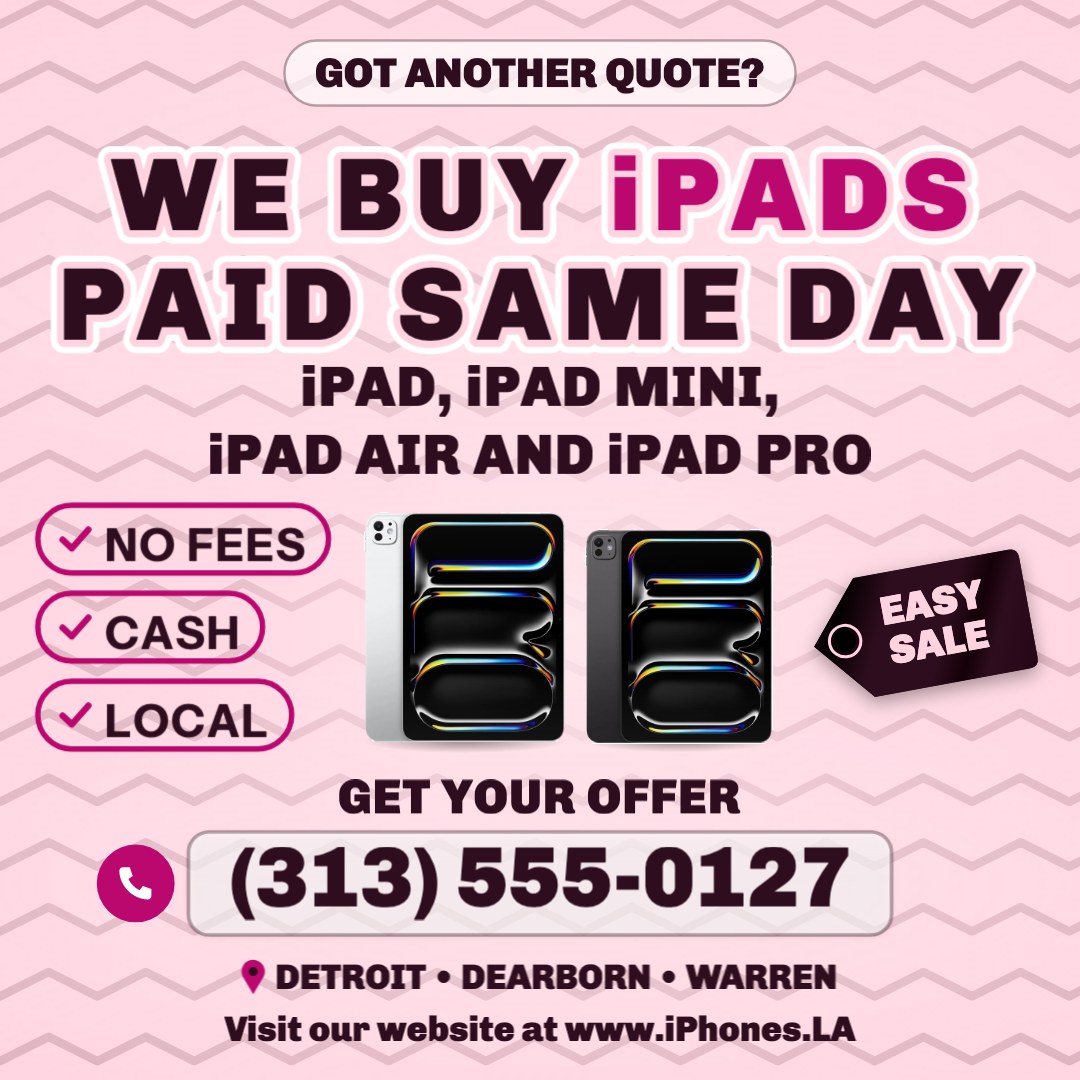 GOT ANOTHER QUOTE?
WE BUY iPADS
PAID SAME DAY
iPAD, iPAD MINI,
iPAD AIR AND iPAD PRO
NO FEES
CASH
LOCAL
EASY
SALE
GET YOUR OFFER
(313) 555-0127
DETROIT • DEARBORN • WARREN
Visit our website at www.iPhones.LA